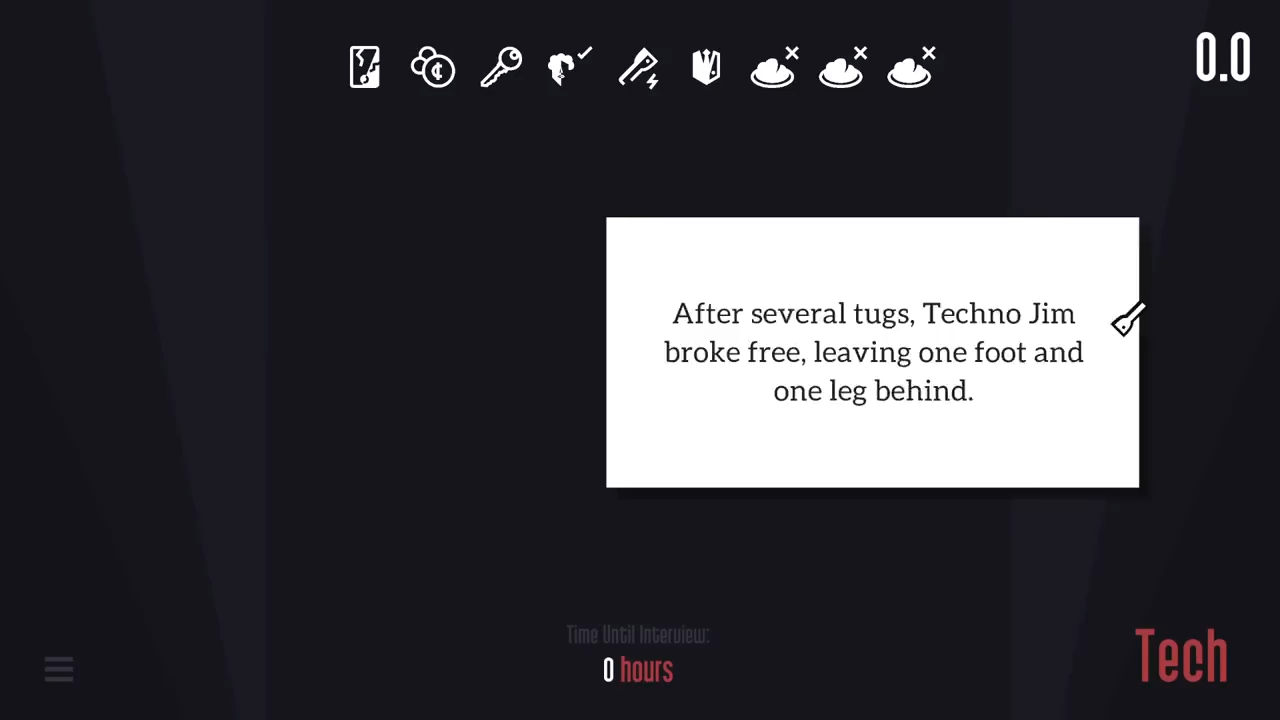 0.0
After several tugs, Techno Jim
broke free, leaving one foot and
one leg behind.
Time Until Interview:
0 hours
Tech